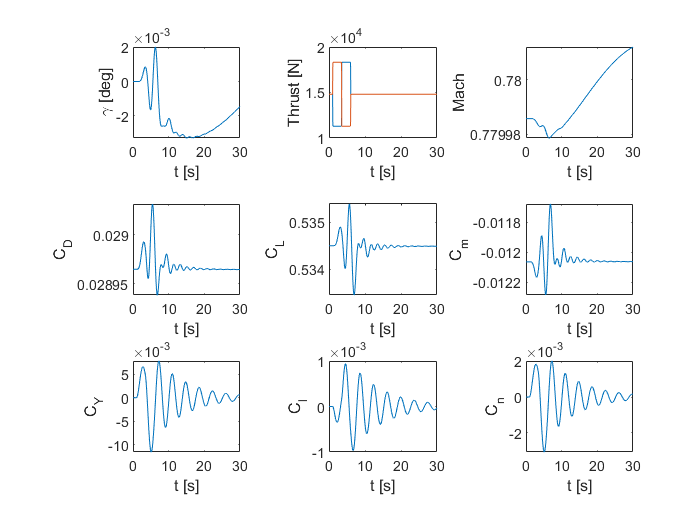 ×10⁻³
2
0
-2
γ [deg]
0 10 20 30
t [s]
×10⁴
2
1.5
1
Thrust [N]
0 10 20 30
t [s]
0.78
0.77998
Mach
0 10 20 30
t [s]
0.029
0.02895
C_D
0 10 20 30
t [s]
0.535
0.534
C_L
0 10 20 30
t [s]
-0.0118
-0.012
-0.0122
C_m
0 10 20 30
t [s]
×10⁻³
5
0
-5
-10
C_Y
0 10 20 30
t [s]
×10⁻³
1
0
-1
C_l
0 10 20 30
t [s]
×10⁻³
2
0
-2
C_n
0 10 20 30
t [s]